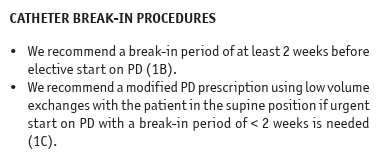 CATHETER BREAK-IN PROCEDURES
• We recommend a break-in period of at least 2 weeks before
elective start on PD (1B).
• We recommend a modified PD prescription using low volume
exchanges with the patient in the supine position if urgent
start on PD with a break-in period of < 2 weeks is needed
(1C).